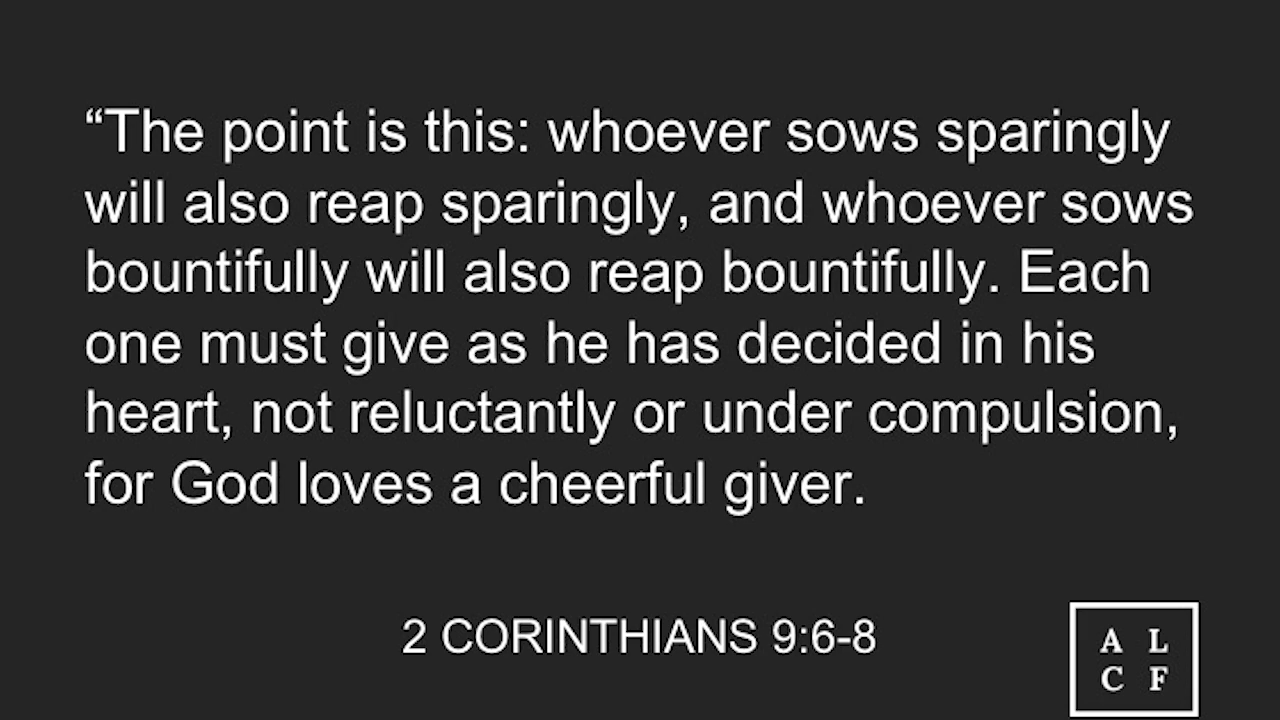 “The point is this: whoever sows sparingly
will also reap sparingly, and whoever sows
bountifully will also reap bountifully. Each
one must give as he has decided in his
heart, not reluctantly or under compulsion,
for God loves a cheerful giver.
2 CORINTHIANS 9:6-8
A L
C F